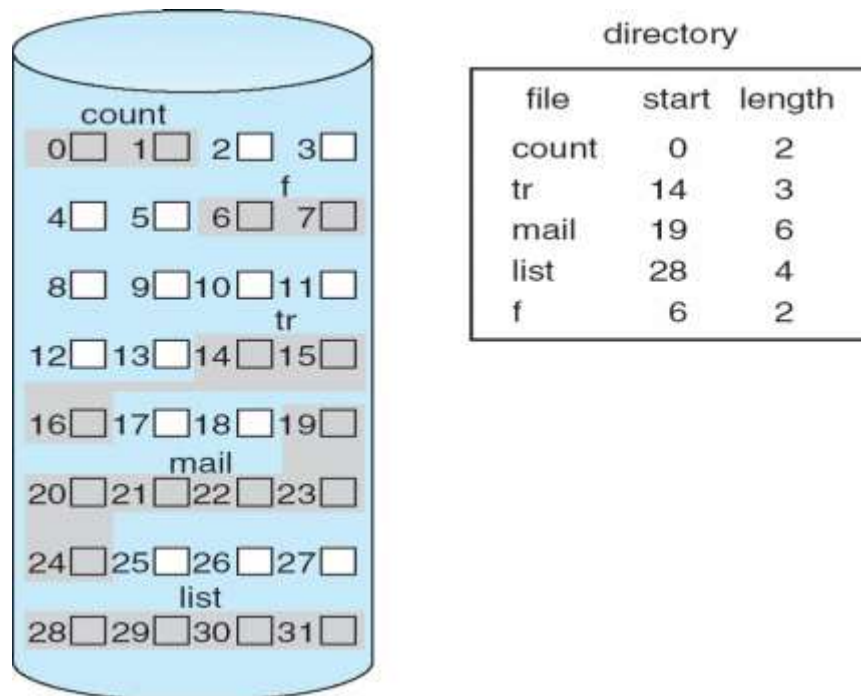 count
0 1 2 3
f
4 5 6 7
8 9 10 11
tr
12 13 14 15
16 17 18 19
mail
20 21 22 23
24 25 26 27
list
28 29 30 31
directory
file start length
count 0 2
tr 14 3
mail 19 6
list 28 4
f 6 2